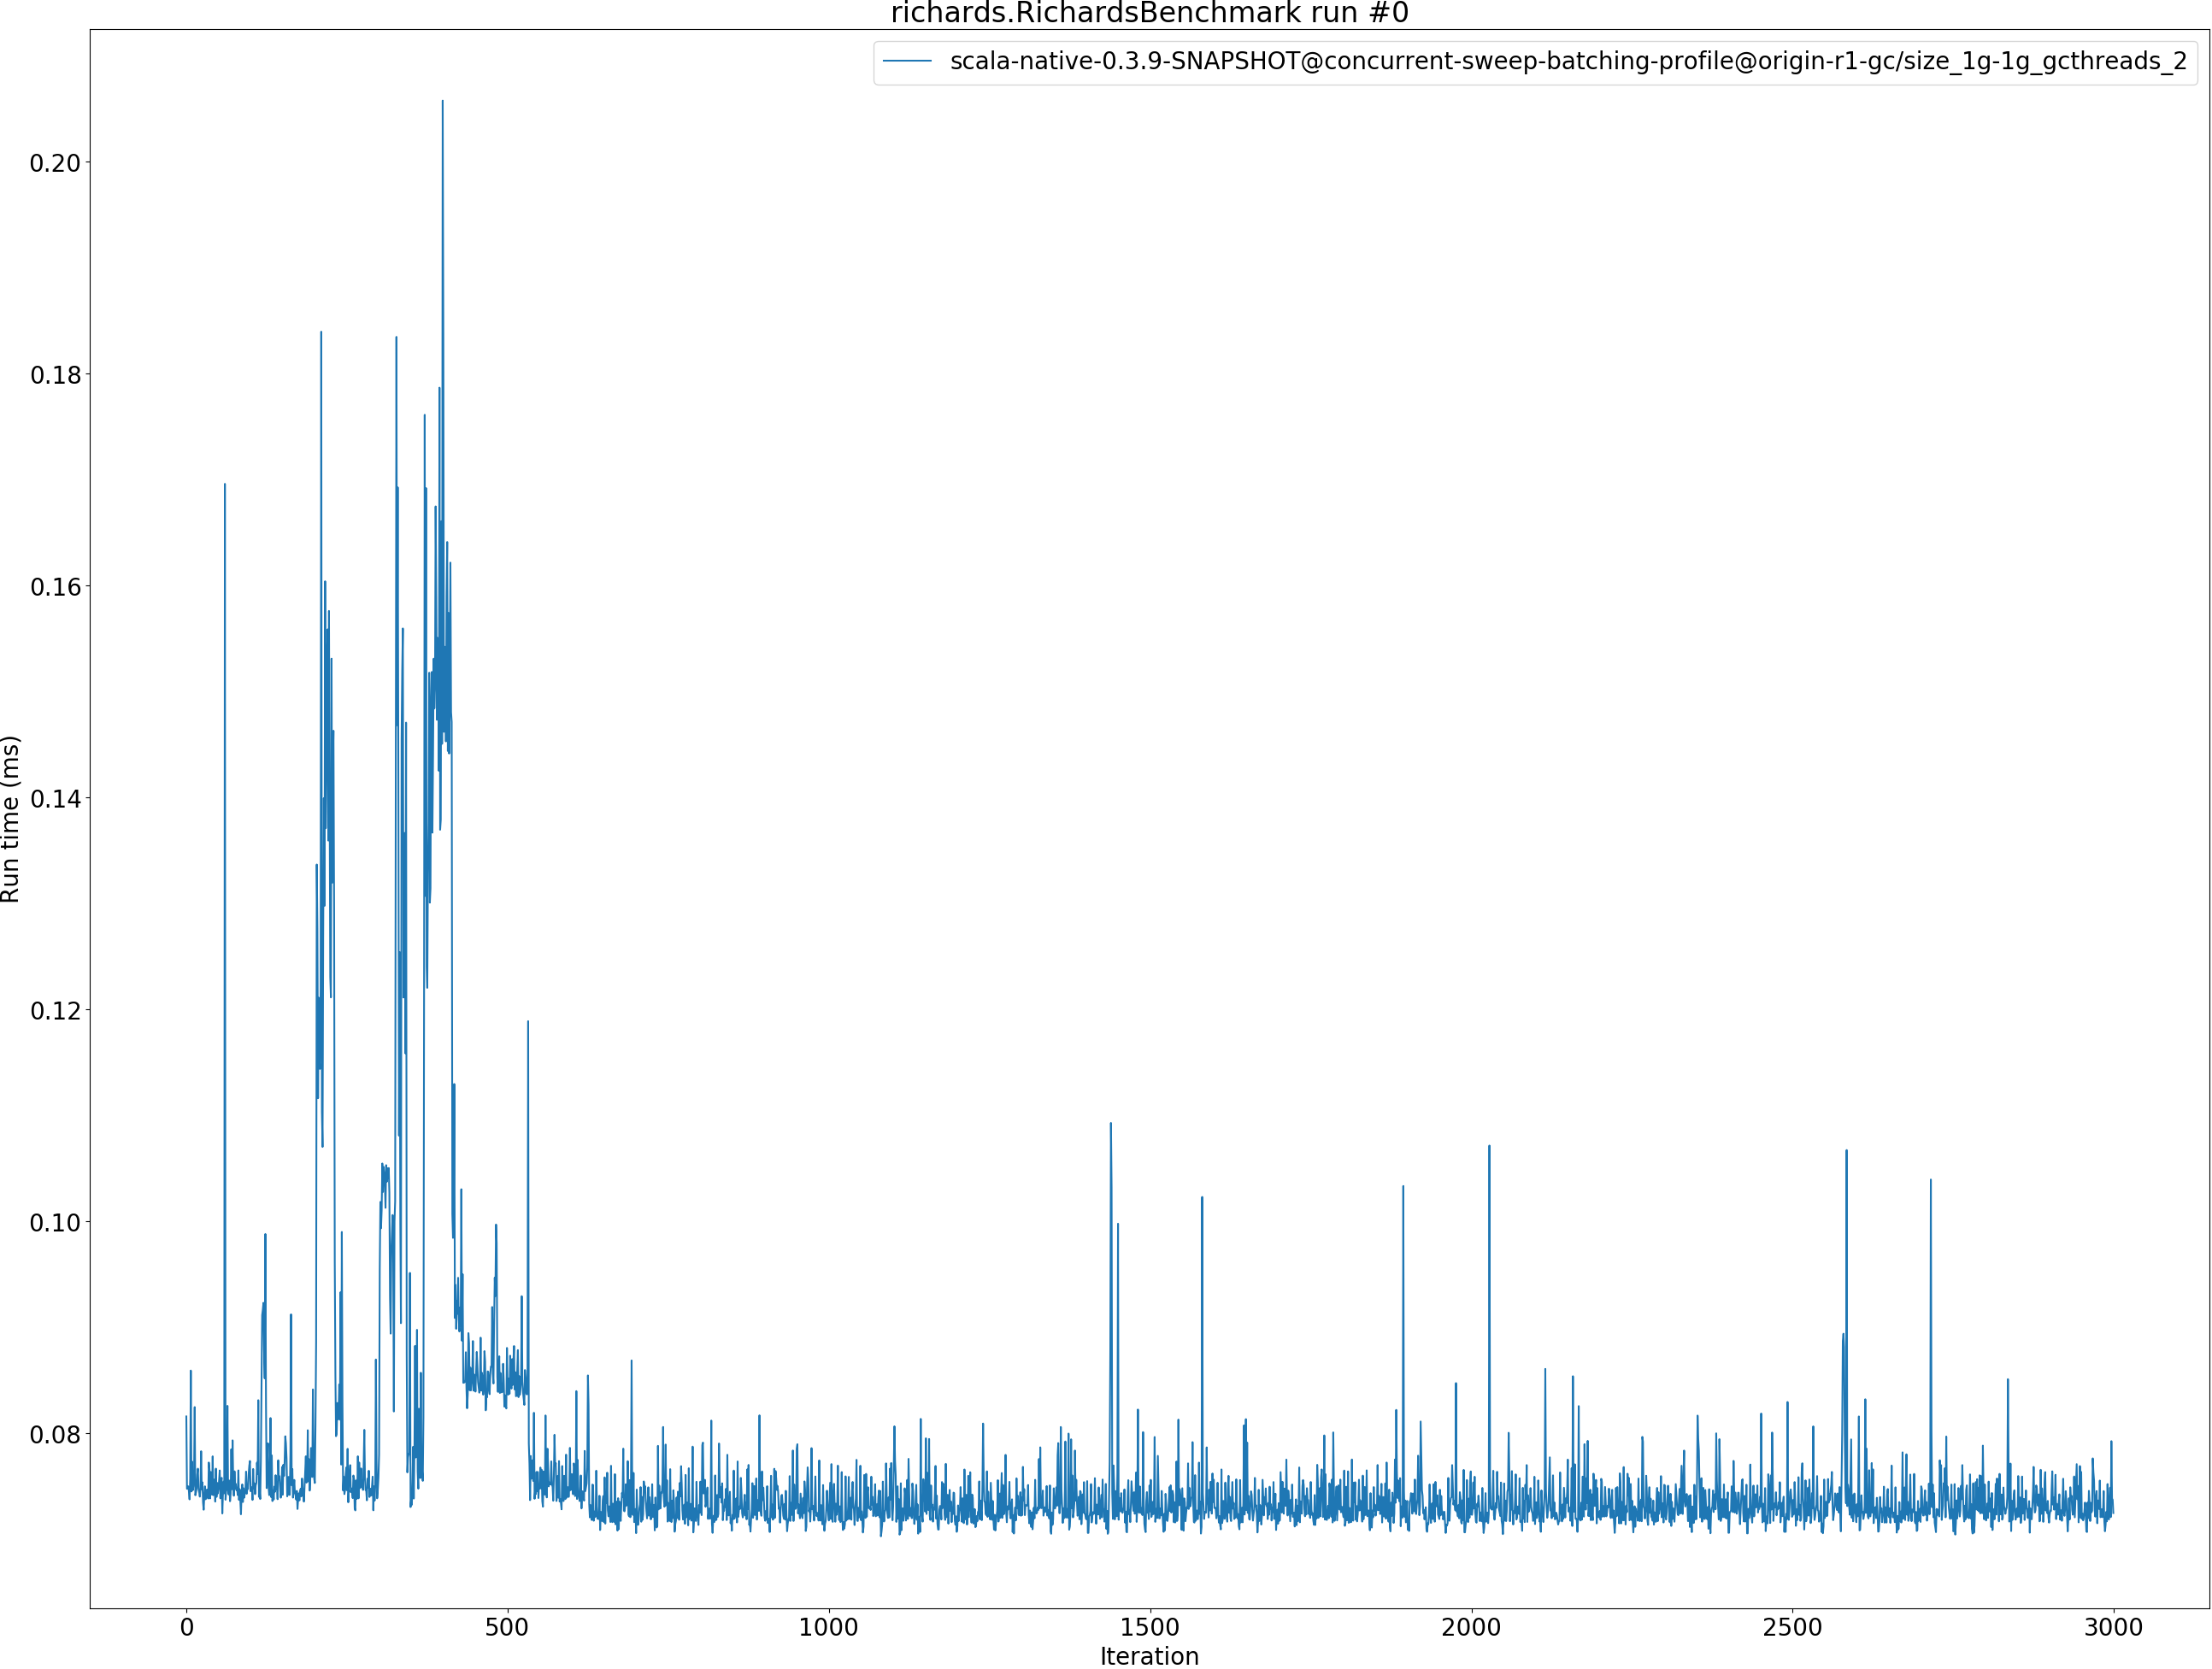 richards.RichardsBenchmark run #0
scala-native-0.3.9-SNAPSHOT@concurrent-sweep-batching-profile@origin-r1-gc/size_1g-1g_gcthreads_2
0.20
0.18
0.16
0.14
0.12
0.10
0.08
Run time (ms)
0 500 1000 1500 2000 2500 3000
Iteration